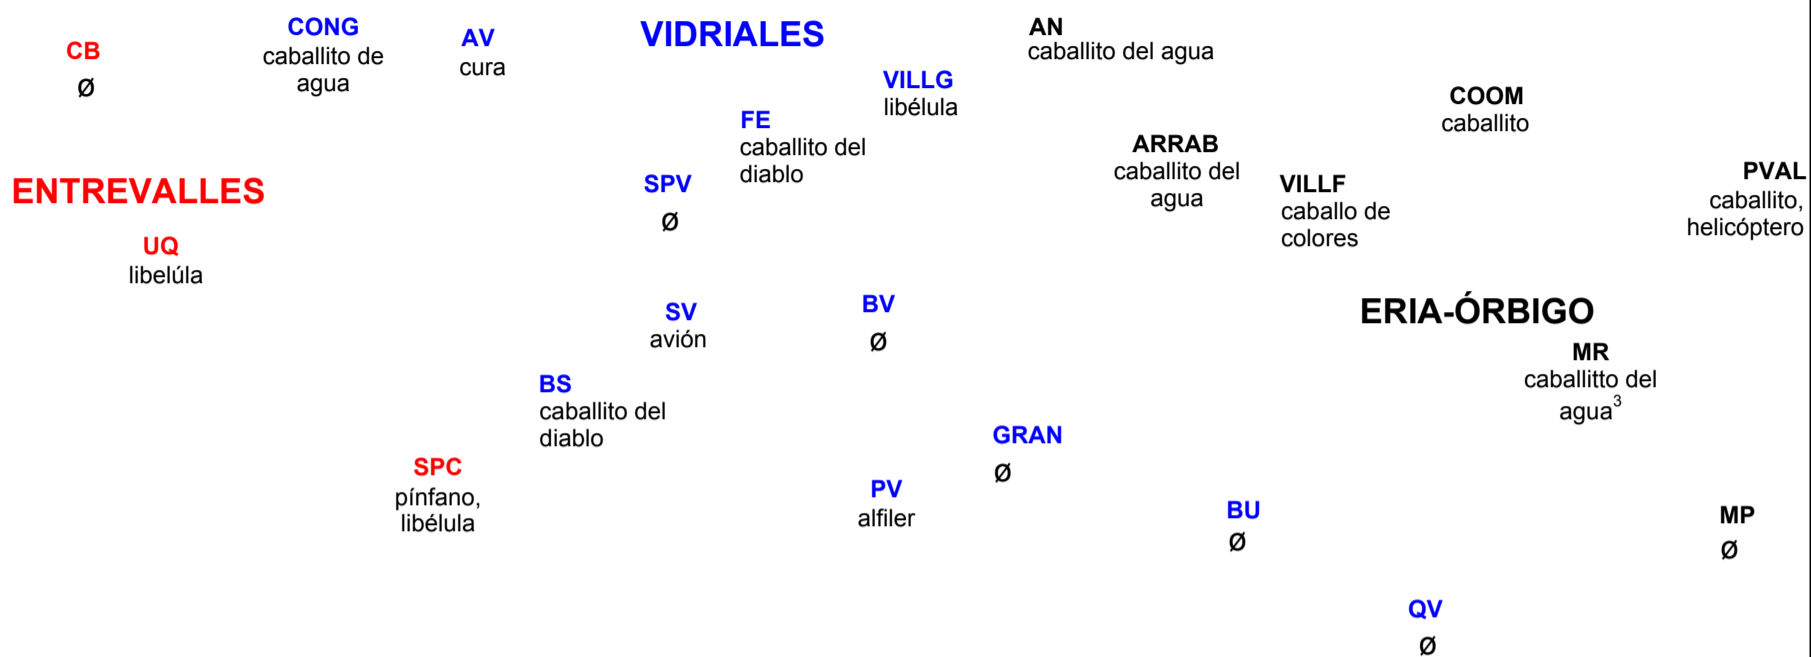 CB
Ø
CONG
caballito de
agua
AV
cura
VIDRIALES
VILLG
libélula
FE
caballito del
diablo
AN
caballito del agua
COOM
caballito
ARRAB
caballito del
agua
VILLF
caballo de
colores
PVAL
caballito,
helicóptero
ENTREVALLES
SPV
Ø
UQ
libelúla
SV
avión
BV
Ø
ERIA-ÓRBIGO
MR
caballitto del
agua³
BS
caballito del
diablo
GRAN
Ø
SPC
pínfano,
libélula
PV
alfiler
BU
Ø
MP
Ø
QV
Ø